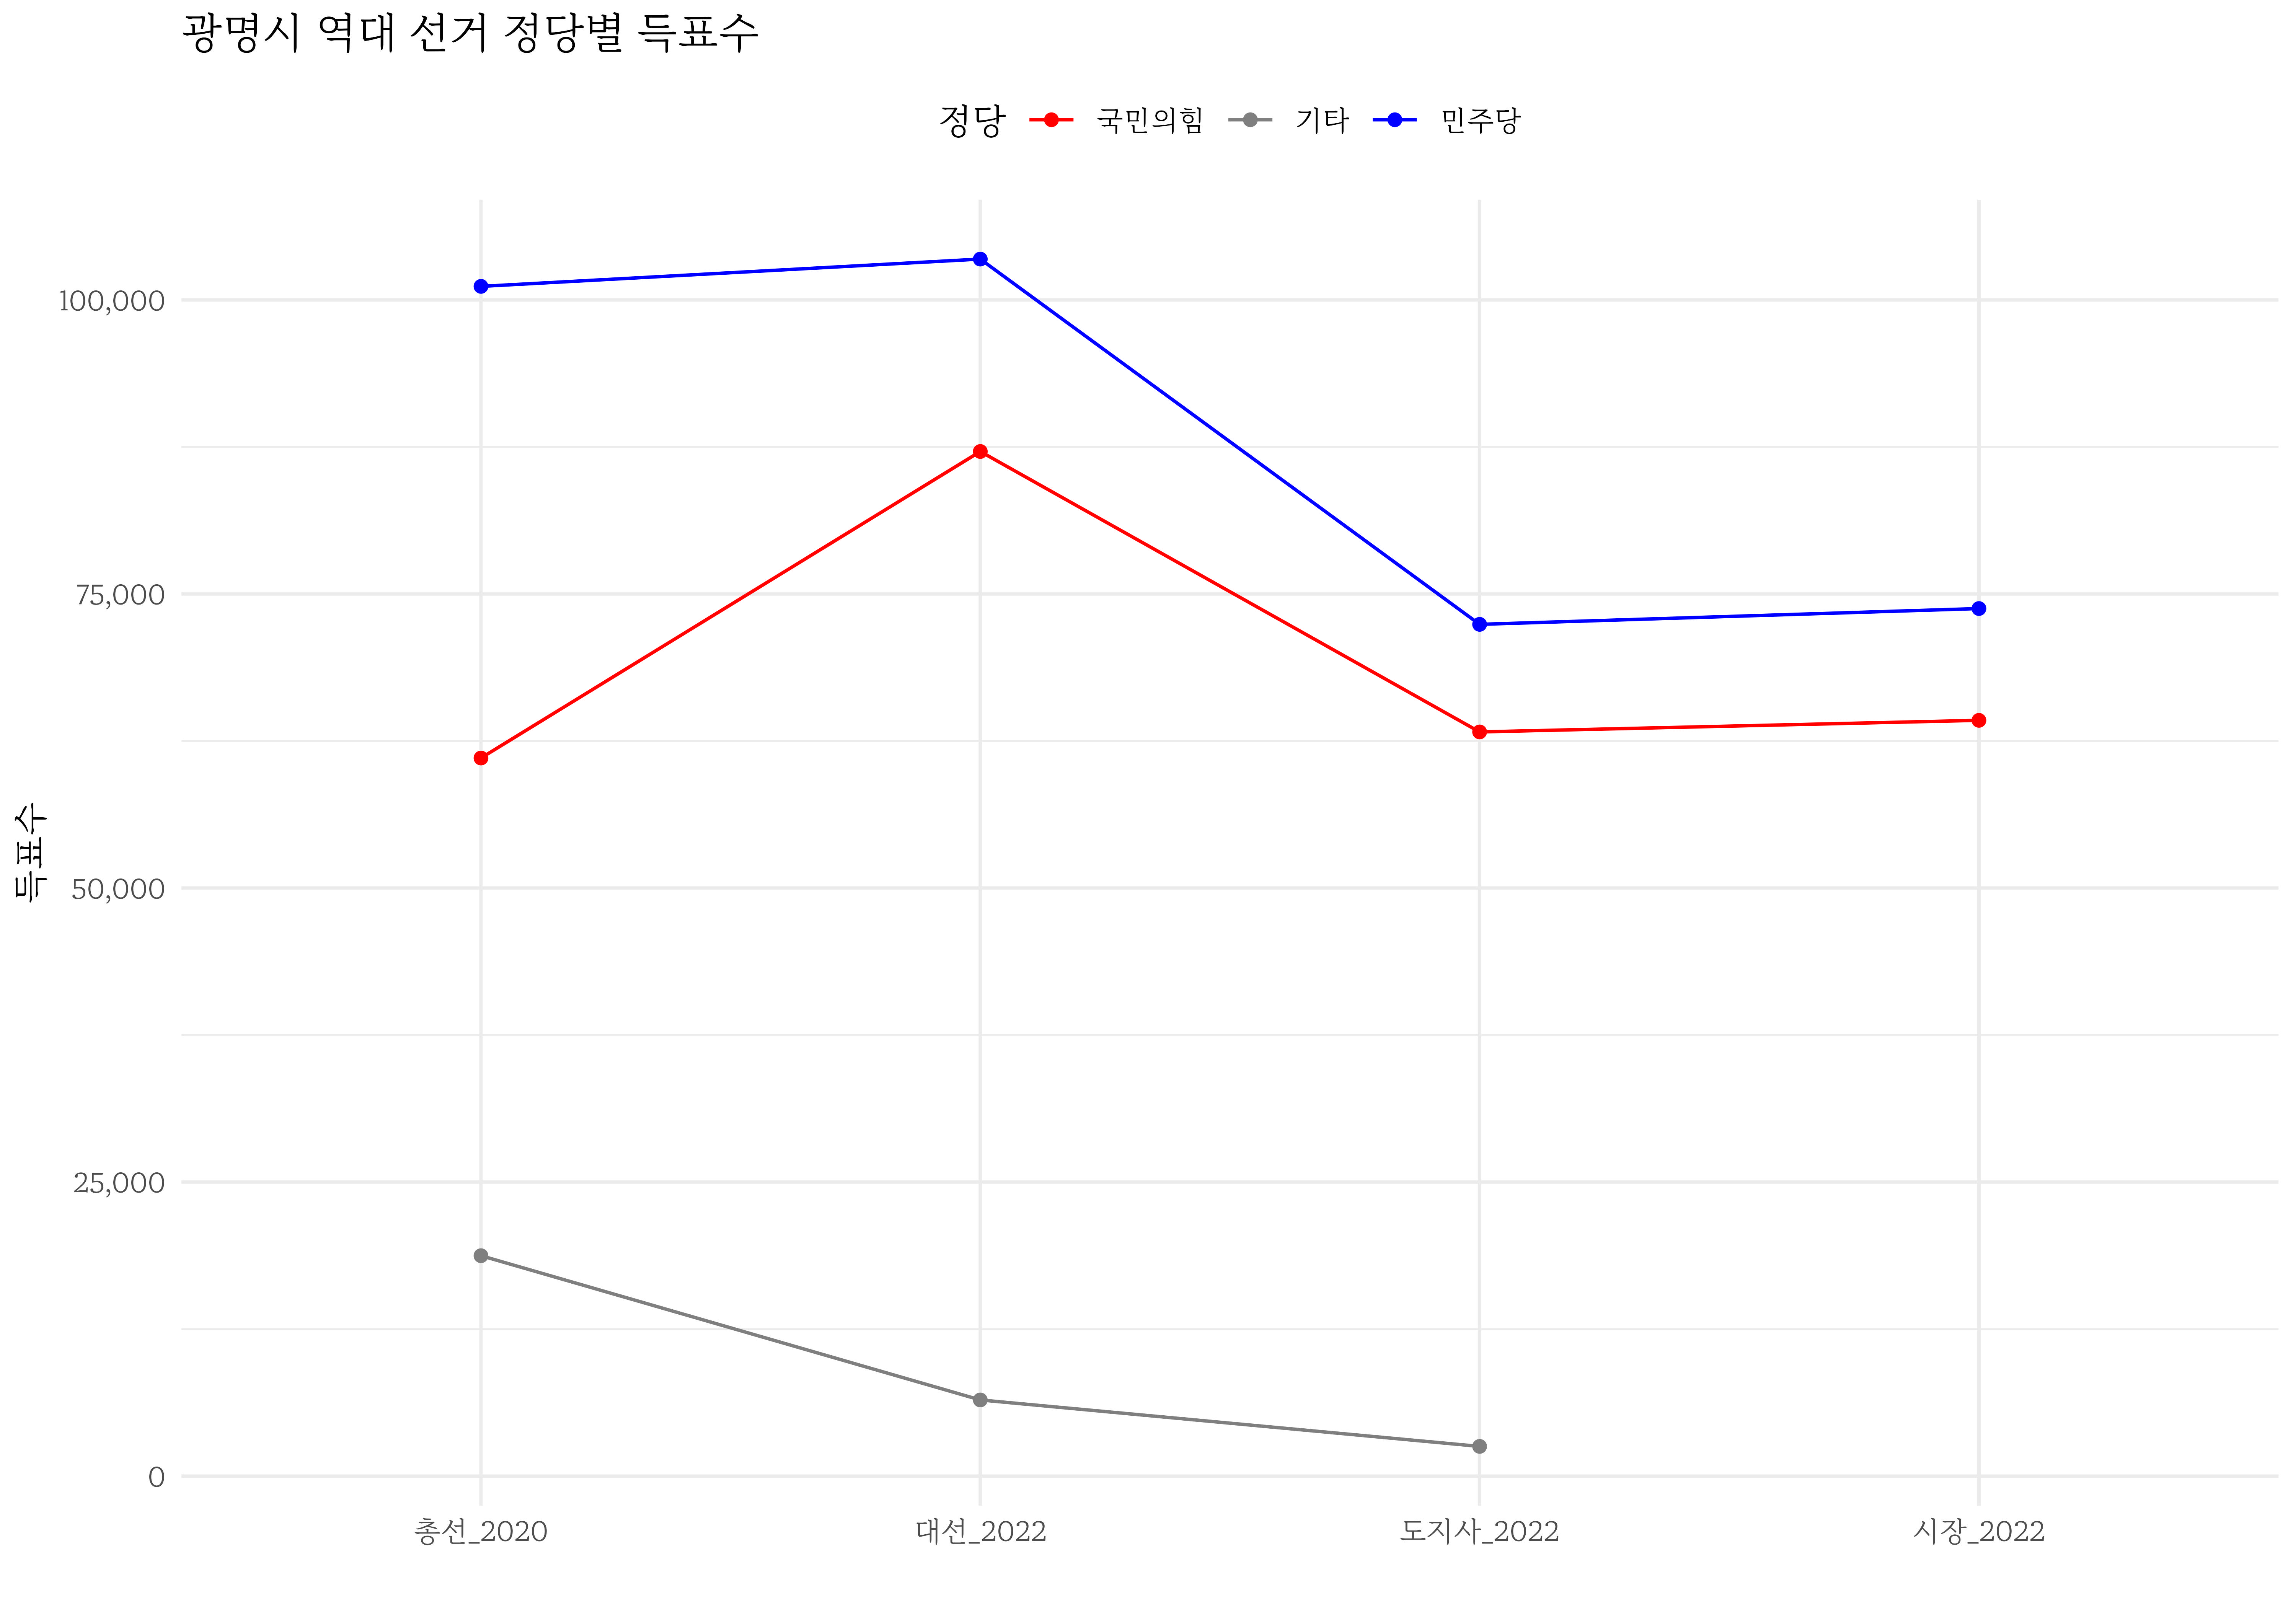 광명시 역대 선거 정당별 득표수
정당 국민의힘 기타 민주당
100,000
75,000
50,000
25,000
0
득표수
총선_2020 대선_2022 도지사_2022 시장_2022